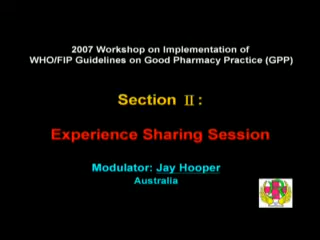 2007 Workshop on Implementation of
WHO/FIP Guidelines on Good Pharmacy Practice (GPP)
Section Ⅱ:
Experience Sharing Session
Modulator: Jay Hooper
Australia